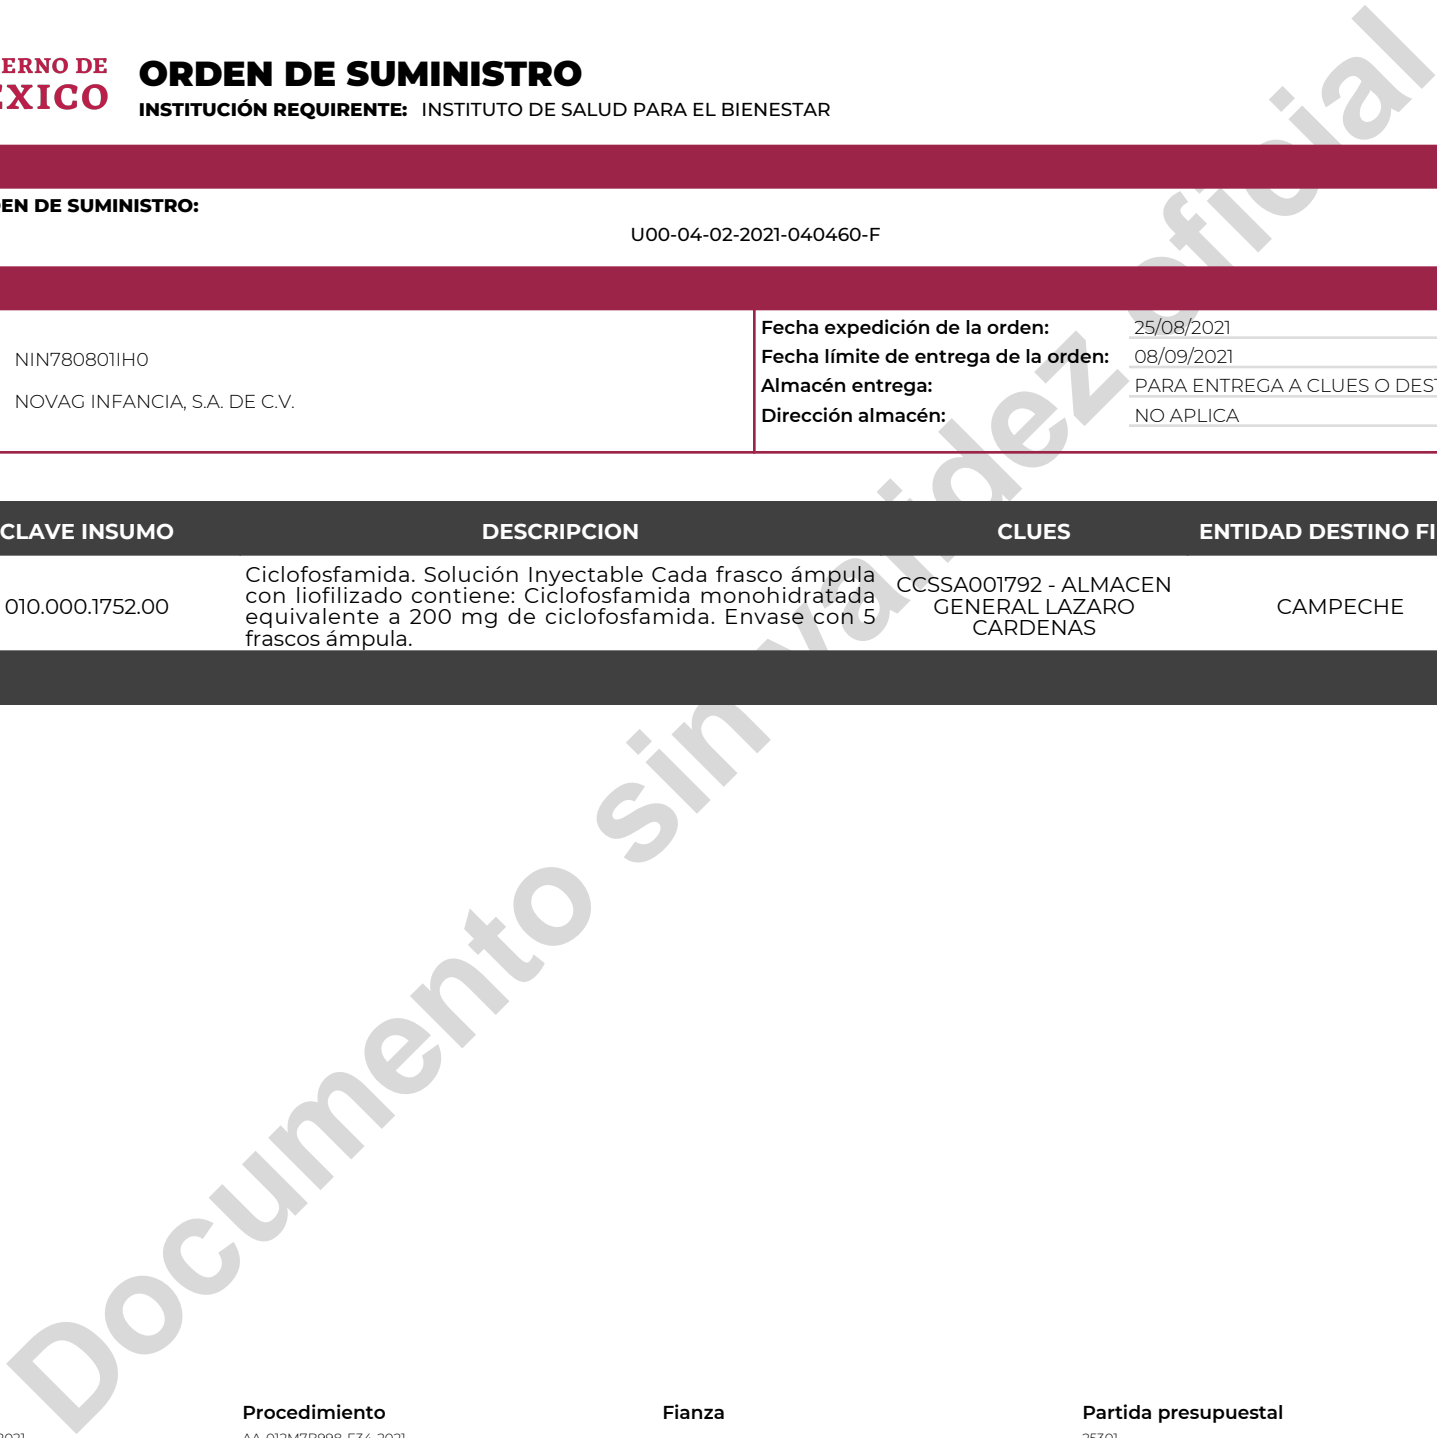 ERNO DE
EXICO
ORDEN DE SUMINISTRO
INSTITUCIÓN REQUIRENTE: INSTITUTO DE SALUD PARA EL BIENESTAR
EN DE SUMINISTRO:
U00-04-02-2021-040460-F
NIN780801IH0
NOVAG INFANCIA, S.A. DE C.V.
Fecha expedición de la orden: 25/08/2021
Fecha límite de entrega de la orden: 08/09/2021
Almacén entrega: PARA ENTREGA A CLUES O DEST
Dirección almacén: NO APLICA
CLAVE INSUMO DESCRIPCION CLUES ENTIDAD DESTINO FI
010.000.1752.00
Ciclofosfamida. Solución Inyectable Cada frasco ámpula
con liofilizado contiene: Ciclofosfamida monohidratada
equivalente a 200 mg de ciclofosfamida. Envase con 5
frascos ámpula.
CCSSA001792 - ALMACEN
GENERAL LAZARO
CARDENAS
CAMPECHE
Documento sin validez oficial
Procedimiento Fianza Partida presupuestal